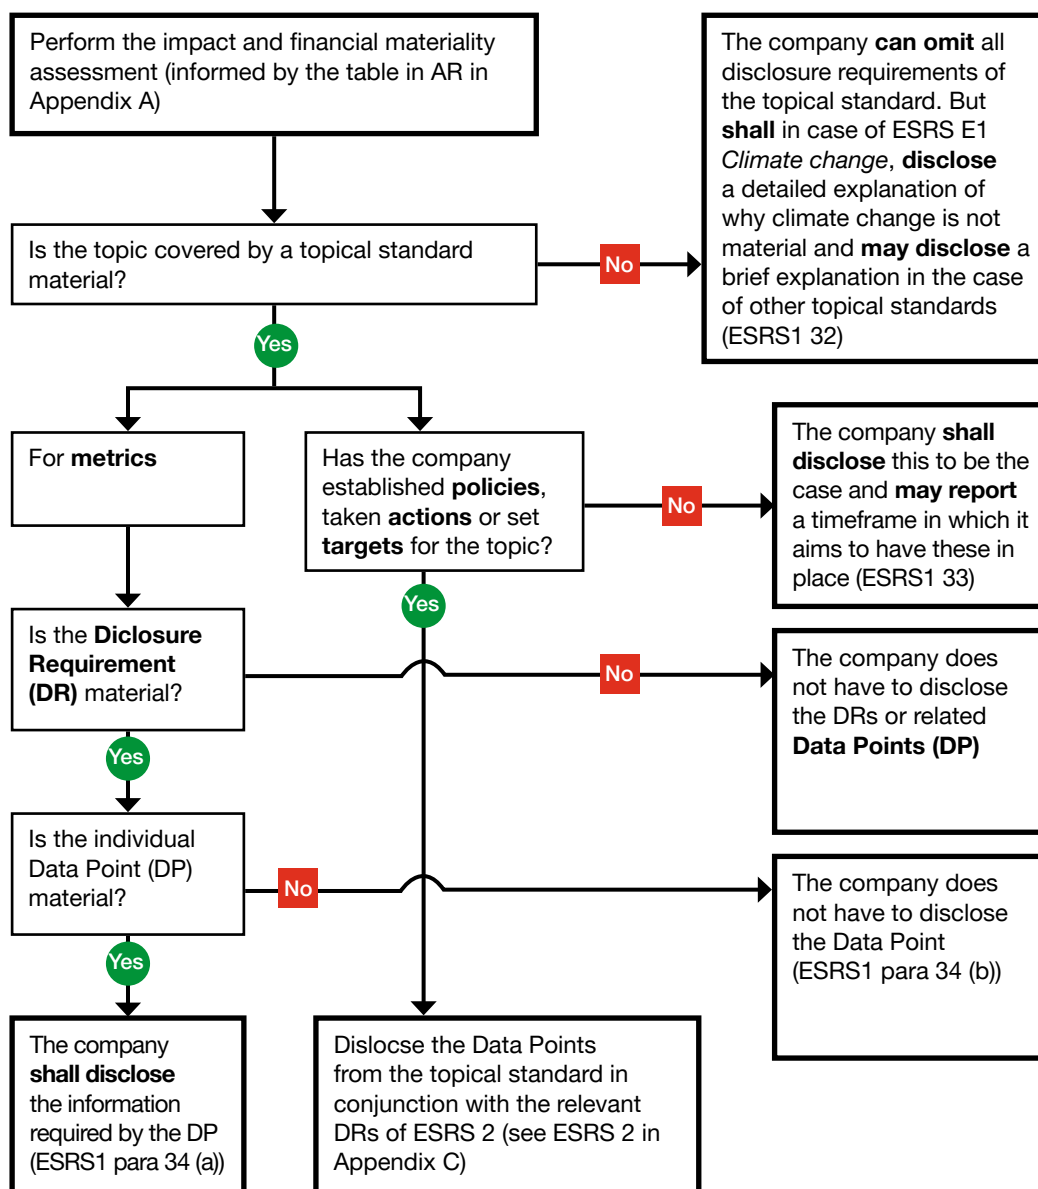 Perform the impact and financial materiality
assessment (informed by the table in AR in
Appendix A)
The company can omit all
disclosure requirements of
the topical standard. But
shall in case of ESRS E1
Climate change, disclose
a detailed explanation of
why climate change is not
material and may disclose a
brief explanation in the case
of other topical standards
(ESRS1 32)
Is the topic covered by a topical standard
material?
No
Yes
For metrics
Has the company
established policies,
taken actions or set
targets for the topic?
No
The company shall
disclose this to be the
case and may report
a timeframe in which it
aims to have these in
place (ESRS1 33)
Yes
Is the Diclosure
Requirement
(DR) material?
No
The company does
not have to disclose
the DRs or related
Data Points (DP)
Yes
Is the individual
Data Point (DP)
material?
No
The company does
not have to disclose
the Data Point
(ESRS1 para 34 (b))
Yes
The company
shall disclose
the information
required by the DP
(ESRS1 para 34 (a))
Dislocse the Data Points
from the topical standard in
conjunction with the relevant
DRs of ESRS 2 (see ESRS 2 in
Appendix C)